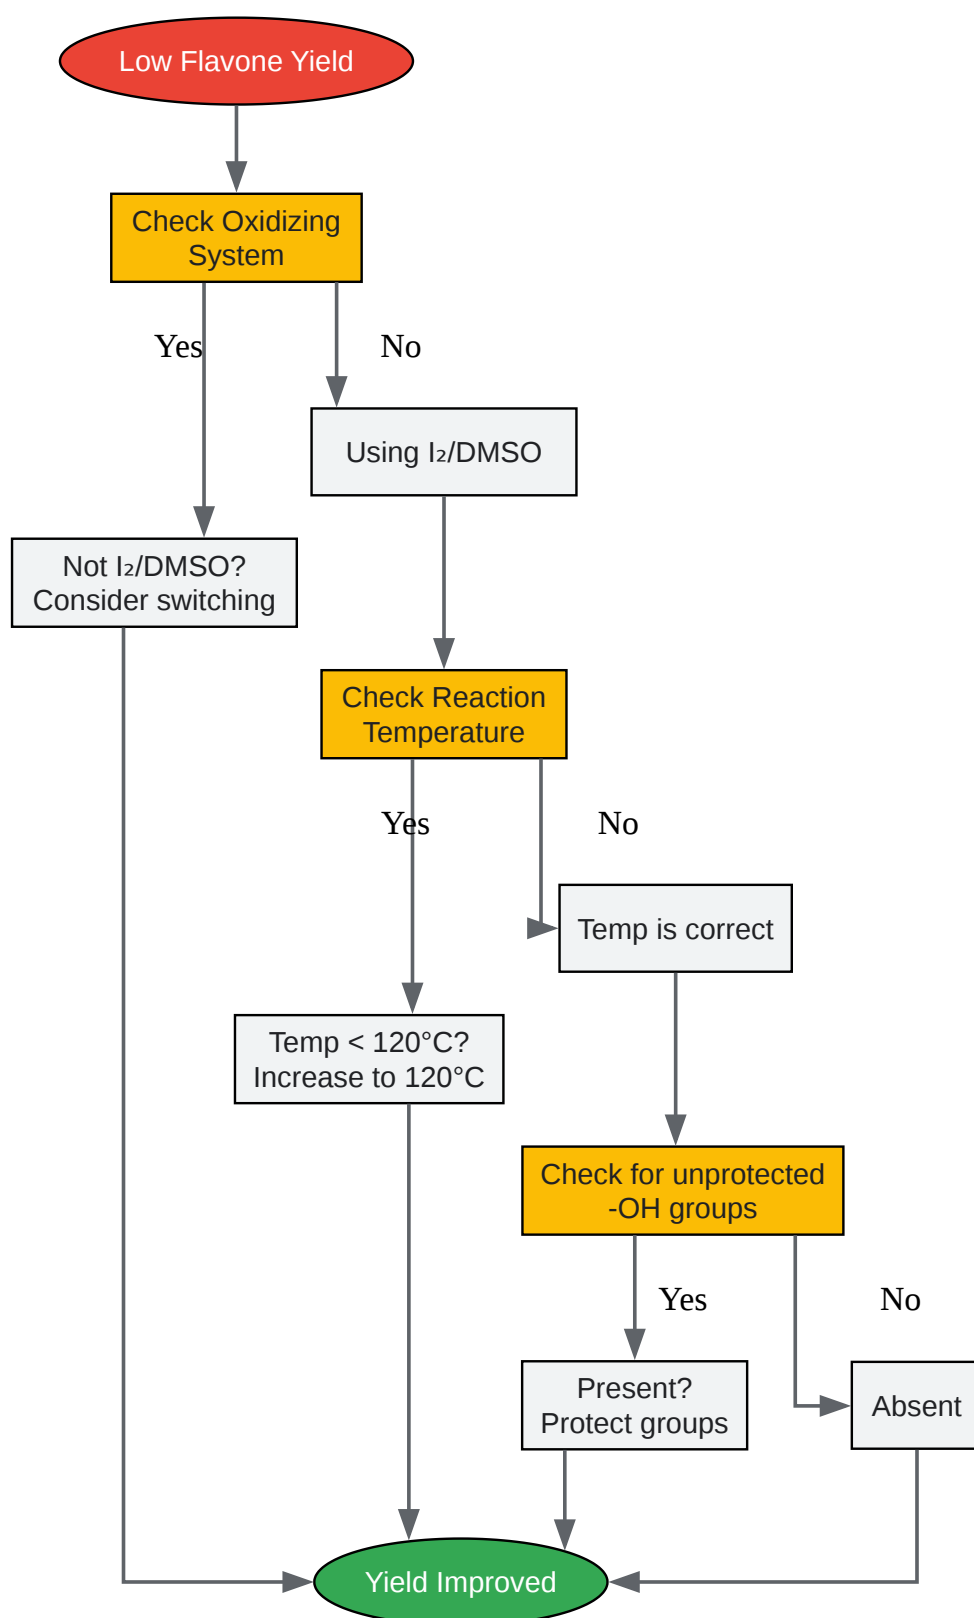 Low Flavone Yield
Check Oxidizing
System
Yes
No
Using I₂/DMSO
Not I₂/DMSO?
Consider switching
Check Reaction
Temperature
Yes
No
Temp is correct
Temp < 120°C?
Increase to 120°C
Check for unprotected
-OH groups
Yes
No
Present?
Protect groups
Absent
Yield Improved